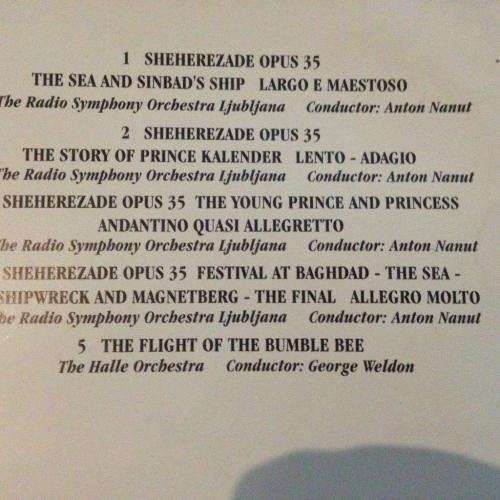 1 SHEHEREZADE OPUS 35
THE SEA AND SINBAD'S SHIP LARGO E MAESTOSO
The Radio Symphony Orchestra Ljubljana Conductor: Anton Nanut
2 SHEHEREZADE OPUS 35
THE STORY OF PRINCE KALENDER LENTO - ADAGIO
The Radio Symphony Orchestra Ljubljana Conductor: Anton Nanut
SHEHEREZADE OPUS 35 THE YOUNG PRINCE AND PRINCESS
ANDANTINO QUASI ALLEGRETTO
The Radio Symphony Orchestra Ljubljana Conductor: Anton Nanut
SHEHEREZADE OPUS 35 FESTIVAL AT BAGHDAD - THE SEA -
SHIPWRECK AND MAGNETBERG - THE FINAL ALLEGRO MOLTO
The Radio Symphony Orchestra Ljubljana Conductor: Anton Nanut
5 THE FLIGHT OF THE BUMBLE BEE
The Halle Orchestra Conductor: George Weldon